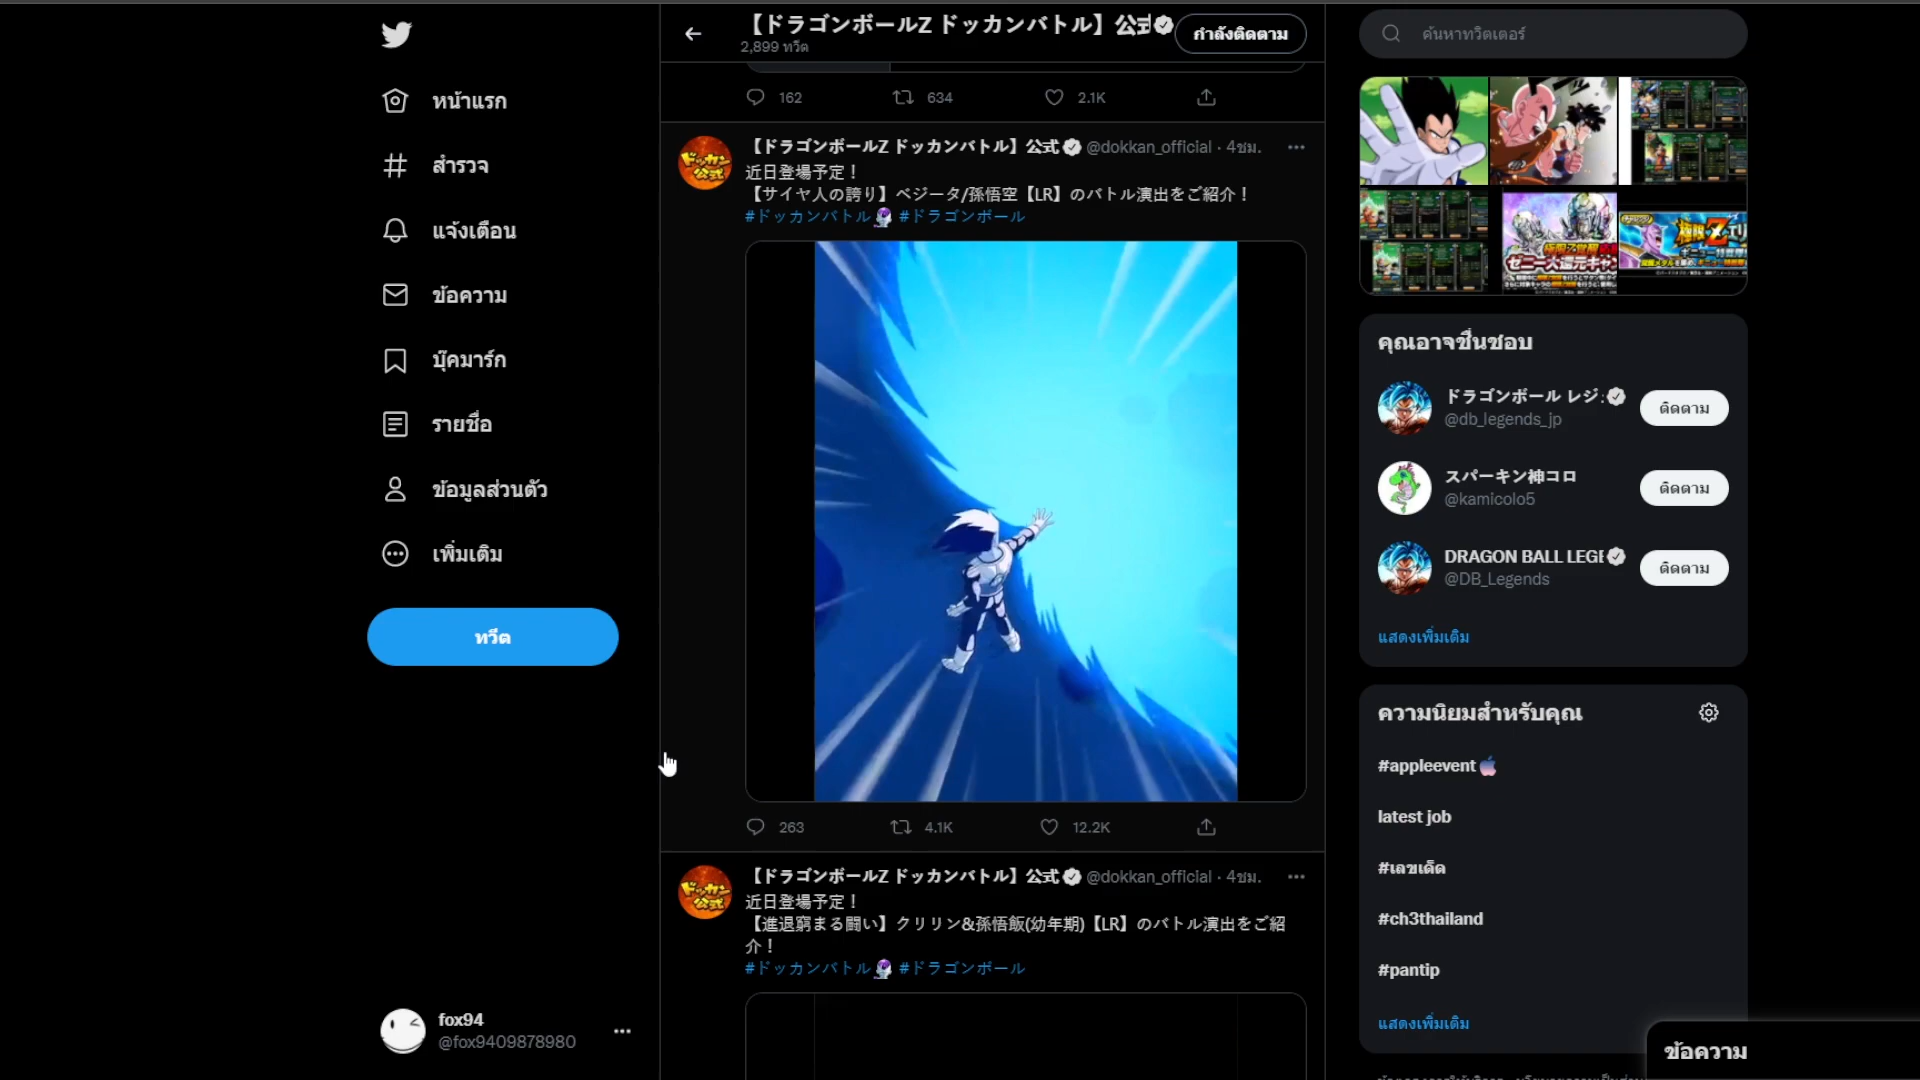 【ドラゴンボールZ ドッカンバトル】公式
2,899 ทวีต
กำลังติดตาม
ค้นหาทวิตเตอร์
หน้าแรก
สำรวจ
แจ้งเตือน
ข้อความ
บุ๊คมาร์ก
รายชื่อ
ข้อมูลส่วนตัว
เพิ่มเติม
ทวีต
fox94
@fox9409878980
162
634
2.1K
【ドラゴンボールZ ドッカンバトル】公式 @dokkan_official · 4ชม.
近日登場予定！
【サイヤ人の誇り】ベジータ/孫悟空【LR】のバトル演出をご紹介！
#ドッカンバトル #ドラゴンボール
263
4.1K
12.2K
【ドラゴンボールZ ドッカンバトル】公式 @dokkan_official · 4ชม.
近日登場予定！
【進退窮まる闘い】クリリン&孫悟飯(幼年期)【LR】のバトル演出をご紹
介！
#ドッカンバトル #ドラゴンボール
คุณอาจชื่นชอบ
ドラゴンボール レジ
@db_legends_jp
ติดตาม
スパーキン神コロ
@kamicolo5
ติดตาม
DRAGON BALL LEGE
@DB_Legends
ติดตาม
แสดงเพิ่มเติม
ความนิยมสำหรับคุณ
#appleevent
latest job
#เลขเด็ด
#ch3thailand
#pantip
แสดงเพิ่มเติม
ข้อความ